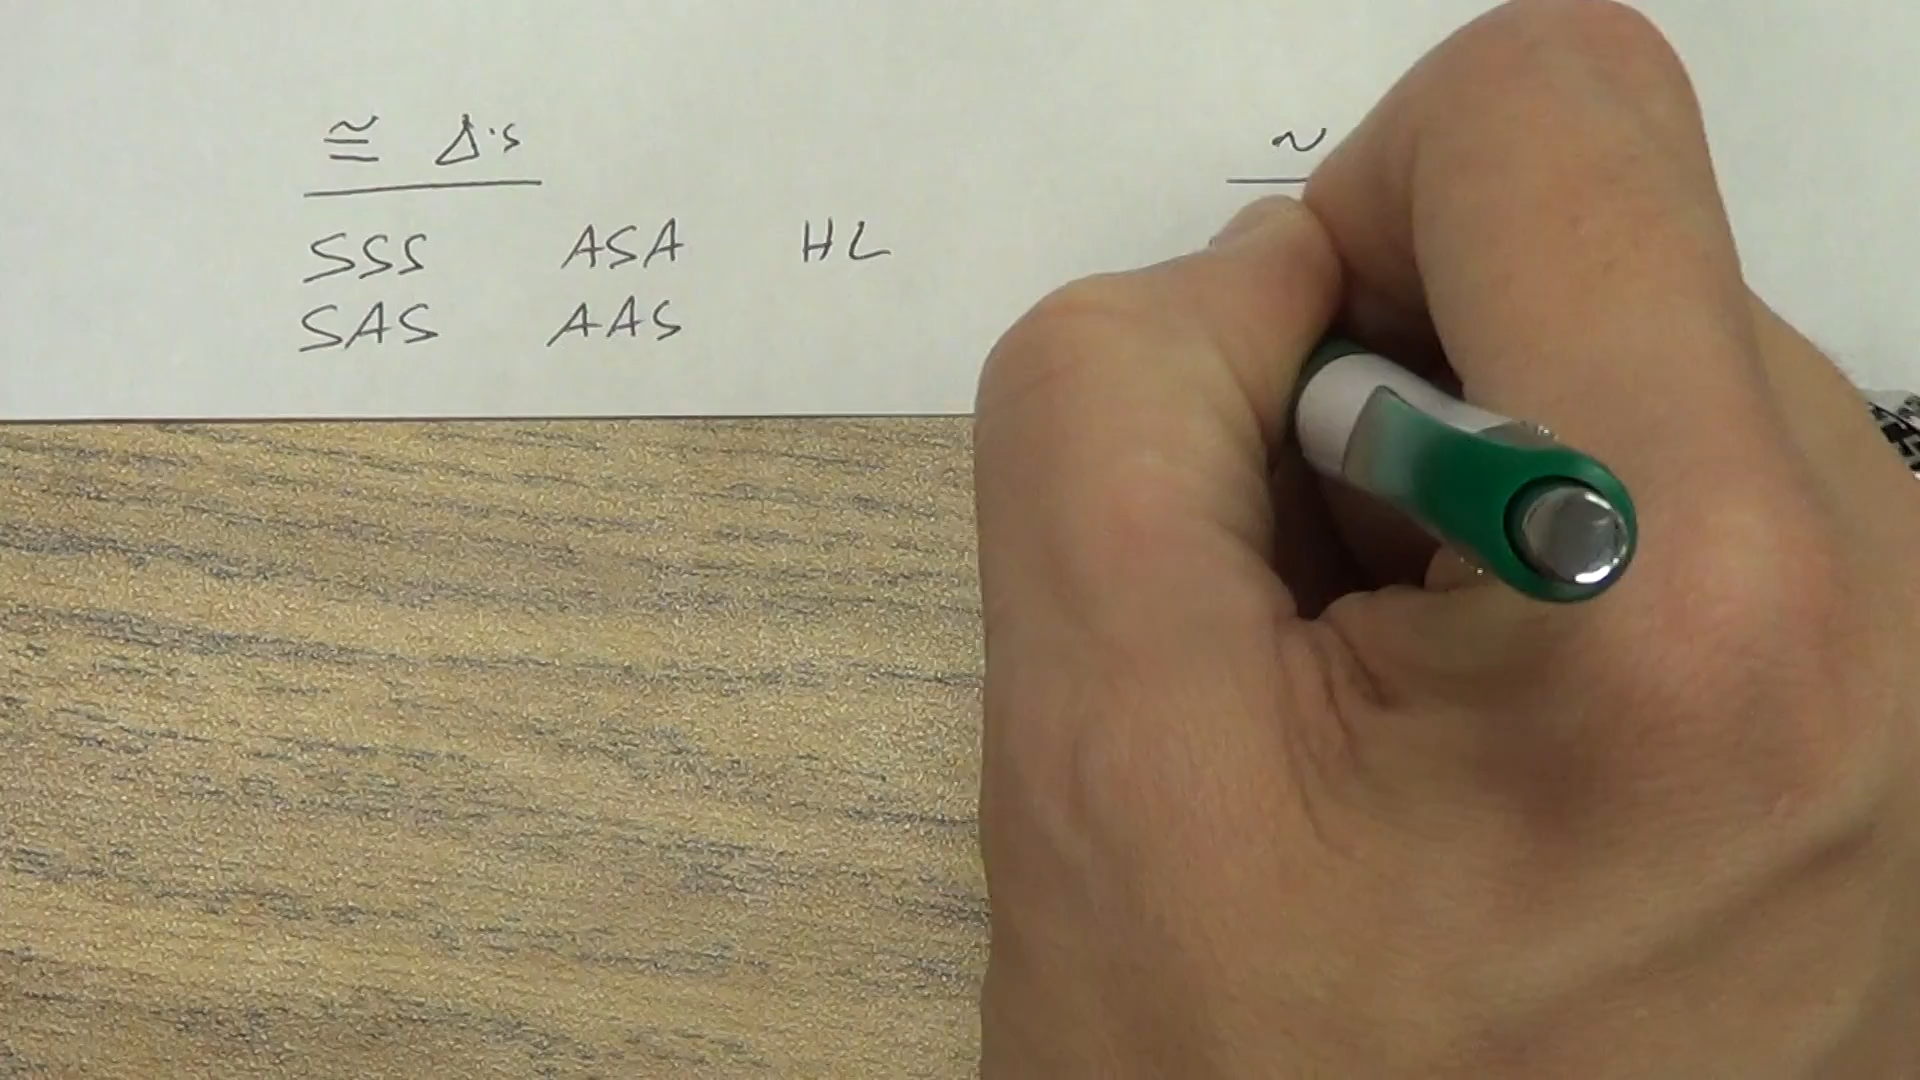 ≅ Δ's
SSS ASA HL
SAS AAS
~